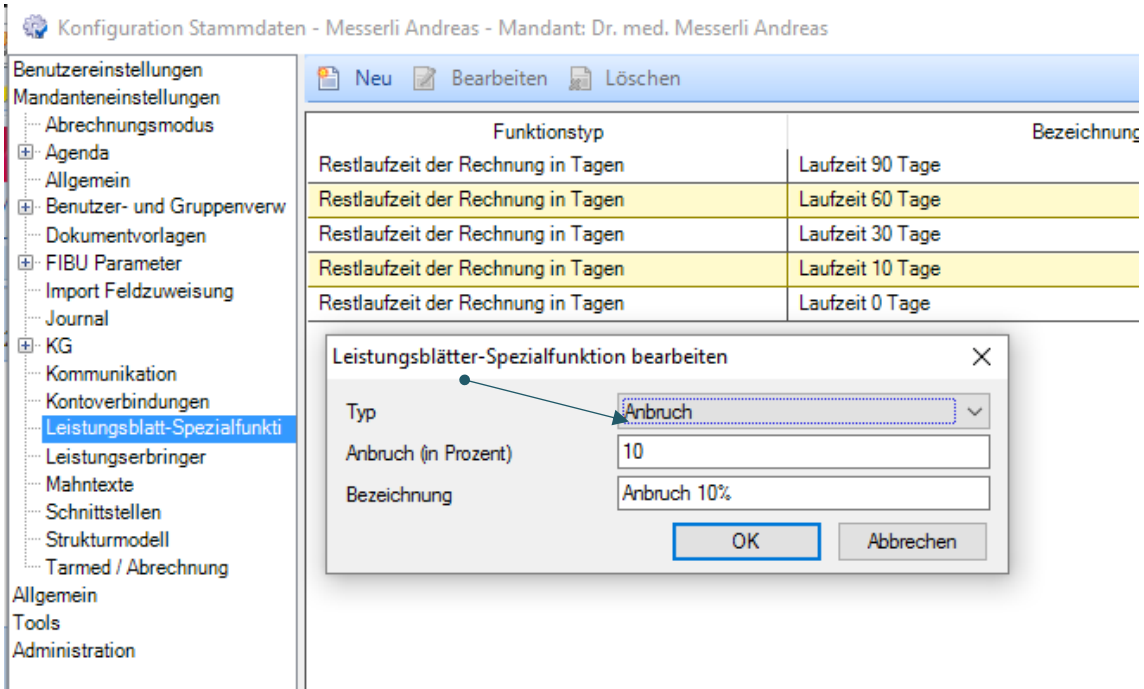 Konfiguration Stammdaten - Messerli Andreas - Mandant: Dr. med. Messerli Andreas
Benutzereinstellungen
Mandanteneinstellungen
Abrechnungsmodus
Agenda
Allgemein
Benutzer- und Gruppenverw
Dokumentvorlagen
FIBU Parameter
Import Feldzuweisung
Journal
KG
Kommunikation
Kontoverbindungen
Leistungsblatt-Spezialfunkti
Leistungserbringer
Mahntexte
Schnittstellen
Strukturmodell
Tarmed / Abrechnung
Allgemein
Tools
Administration
Neu Bearbeiten Löschen
Funktionstyp Bezeichnung
Restlaufzeit der Rechnung in Tagen Laufzeit 90 Tage
Restlaufzeit der Rechnung in Tagen Laufzeit 60 Tage
Restlaufzeit der Rechnung in Tagen Laufzeit 30 Tage
Restlaufzeit der Rechnung in Tagen Laufzeit 10 Tage
Restlaufzeit der Rechnung in Tagen Laufzeit 0 Tage
Leistungsblätter-Spezialfunktion bearbeiten
Typ Anbruch
Anbruch (in Prozent) 10
Bezeichnung Anbruch 10%
OK Abbrechen